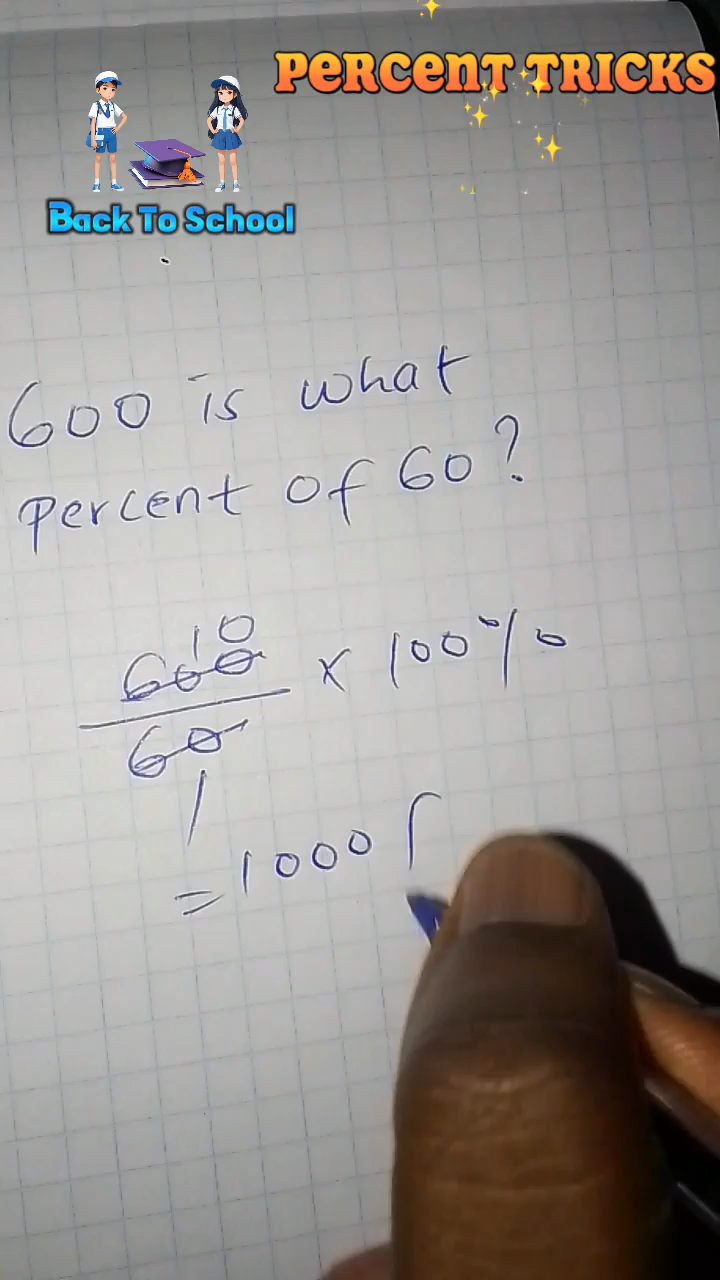 PERCENT TRICKS
Back To School
600 is what
percent of 60?
10
600
60
x 100%
1
= 1000